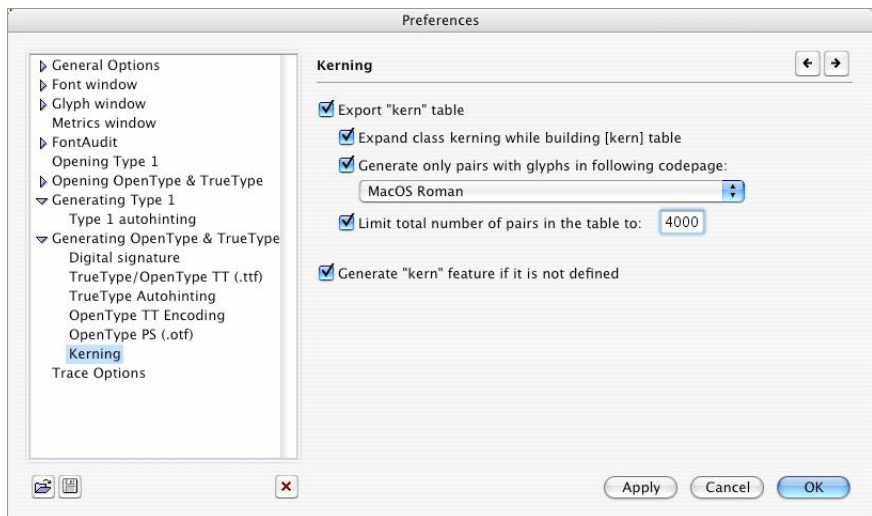 Preferences
General Options
Font window
Glyph window
Metrics window
FontAudit
Opening Type 1
Opening OpenType & TrueType
Generating Type 1
Type 1 autohinting
Generating OpenType & TrueType
Digital signature
TrueType/OpenType TT (.ttf)
TrueType Autohinting
OpenType TT Encoding
OpenType PS (.otf)
Kerning
Trace Options
Kerning
Export "kern" table
Expand class kerning while building [kern] table
Generate only pairs with glyphs in following codepage:
MacOS Roman
Limit total number of pairs in the table to: 4000
Generate "kern" feature if it is not defined
Apply Cancel OK